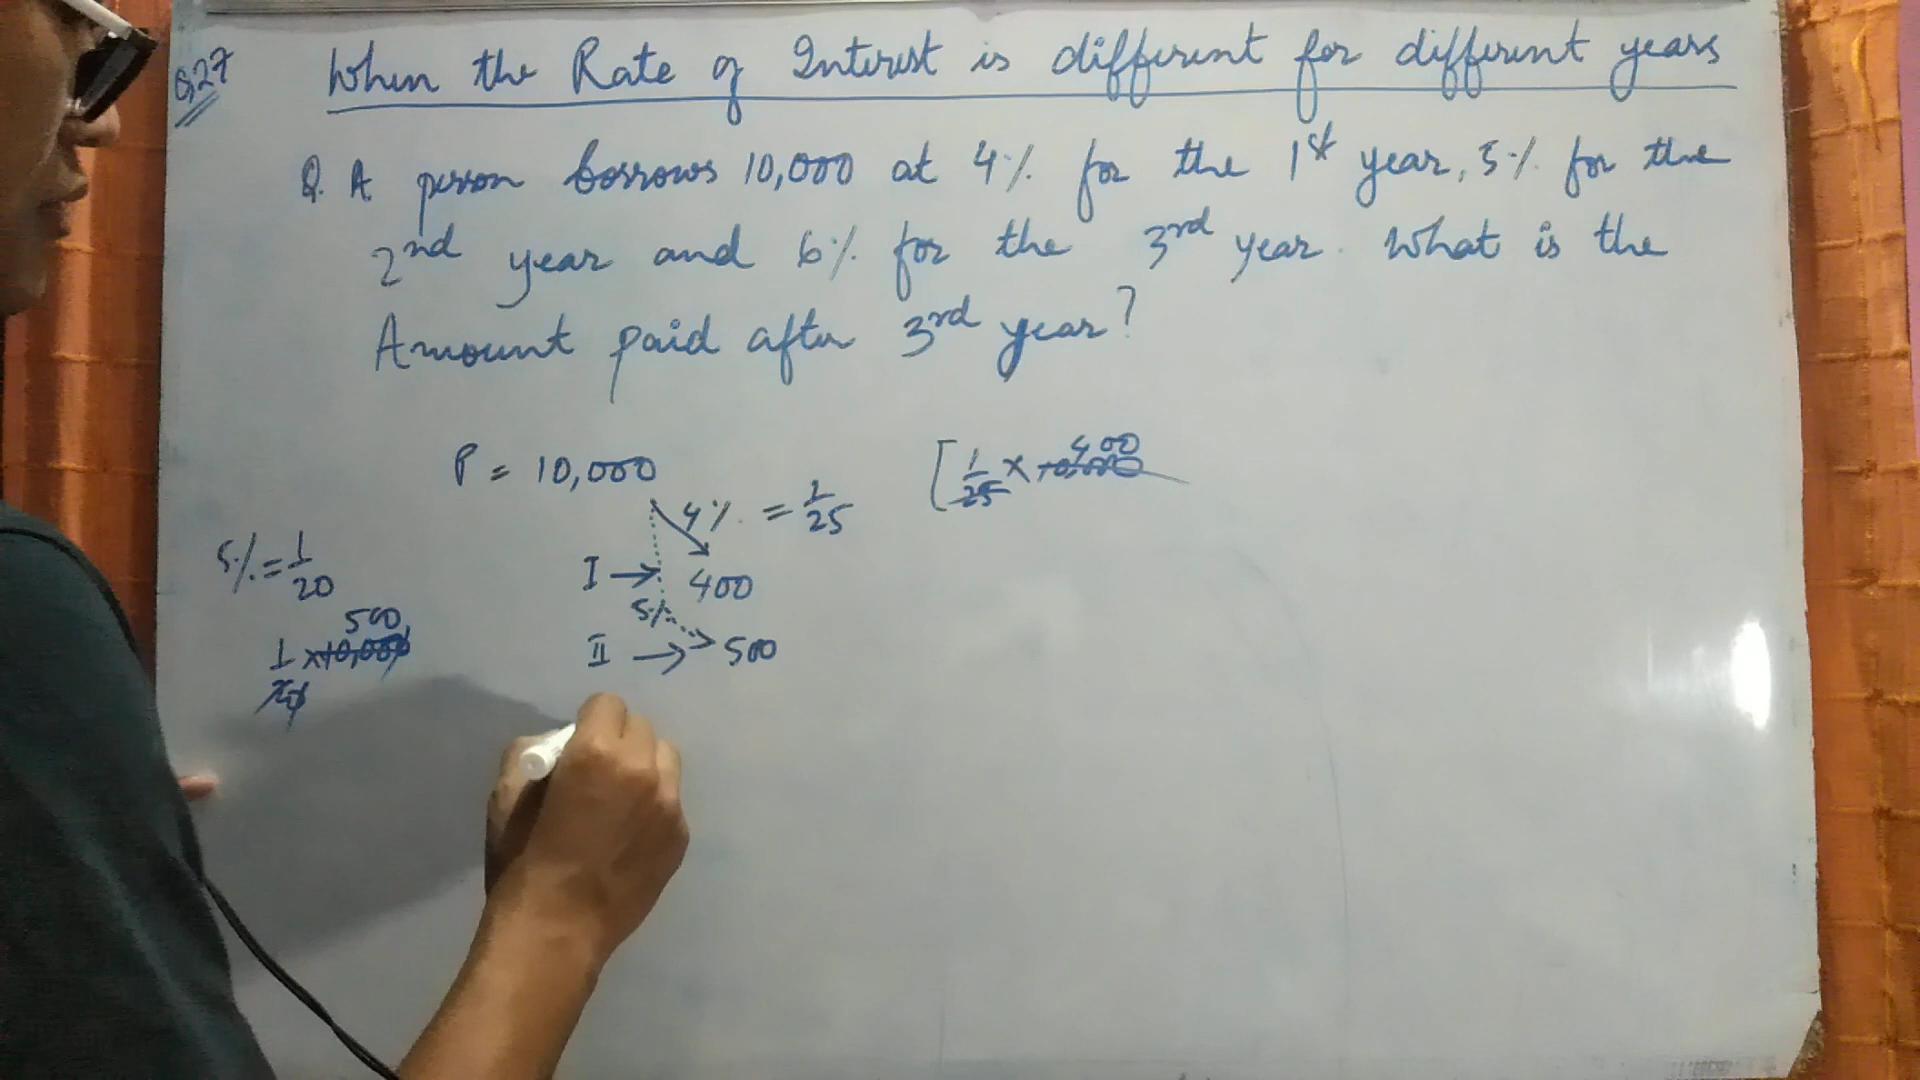 Q.27
When the Rate of Interest is different for different years
Q. A person borrows 10,000 at 4% for the 1st year, 5% for the
2nd year and 6% for the 3rd year. What is the
Amount paid after 3rd year?
P = 10,000
4% = 1/25
[1/25 x 10,000
400
5% = 1/20
I → 400
5%
500
1/20 x 10,000
II → 500